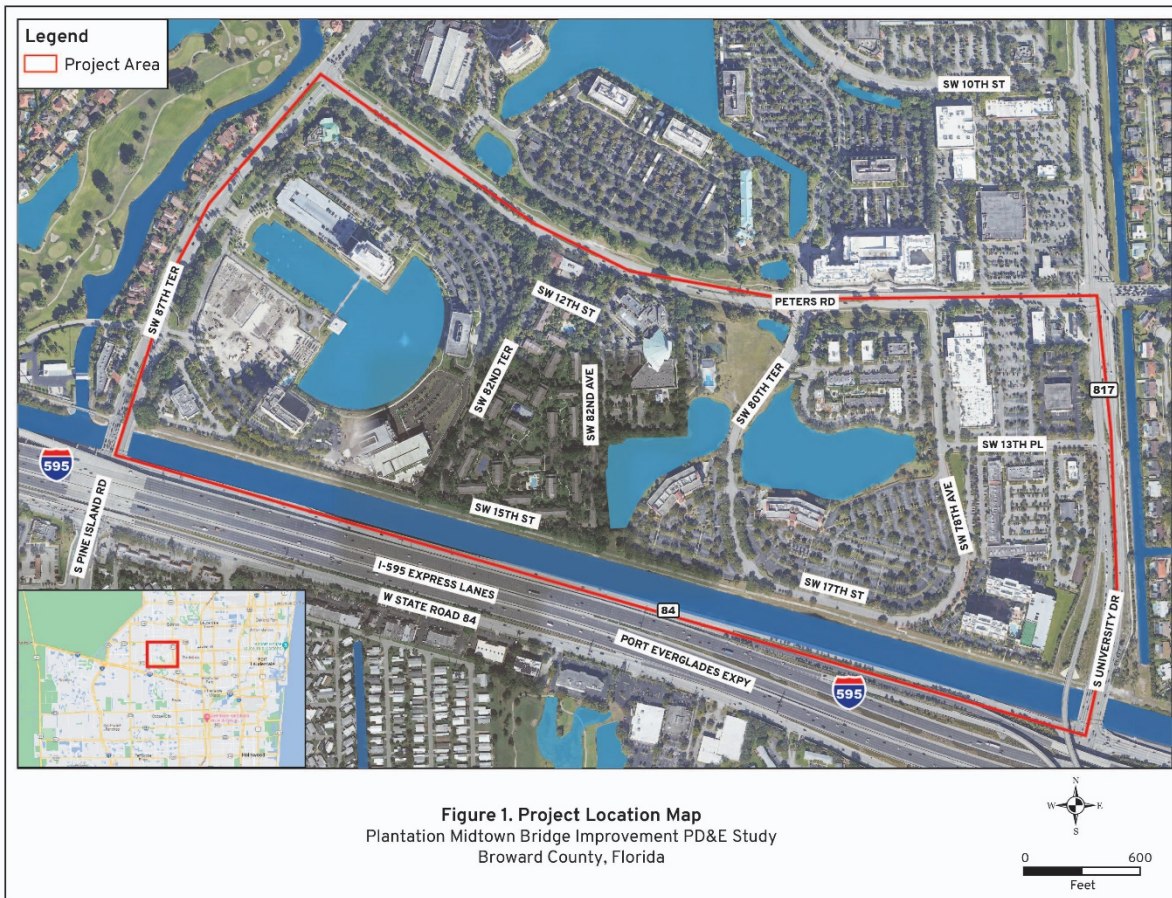 Legend
Project Area
SW 10TH ST
SW 87TH TER
SW 12TH ST
PETERS RD
SW 82ND TER
SW 82ND AVE
SW 80TH TER
817
SW 13TH PL
595
S PINE ISLAND RD
SW 15TH ST
SW 78TH AVE
I-595 EXPRESS LANES
W STATE ROAD 84
84
SW 17TH ST
PORT EVERGLADES EXPY
595
S UNIVERSITY DR
Hollywood
Figure 1. Project Location Map
Plantation Midtown Bridge Improvement PD&E Study
Broward County, Florida
N
W
E
S
0 600
Feet